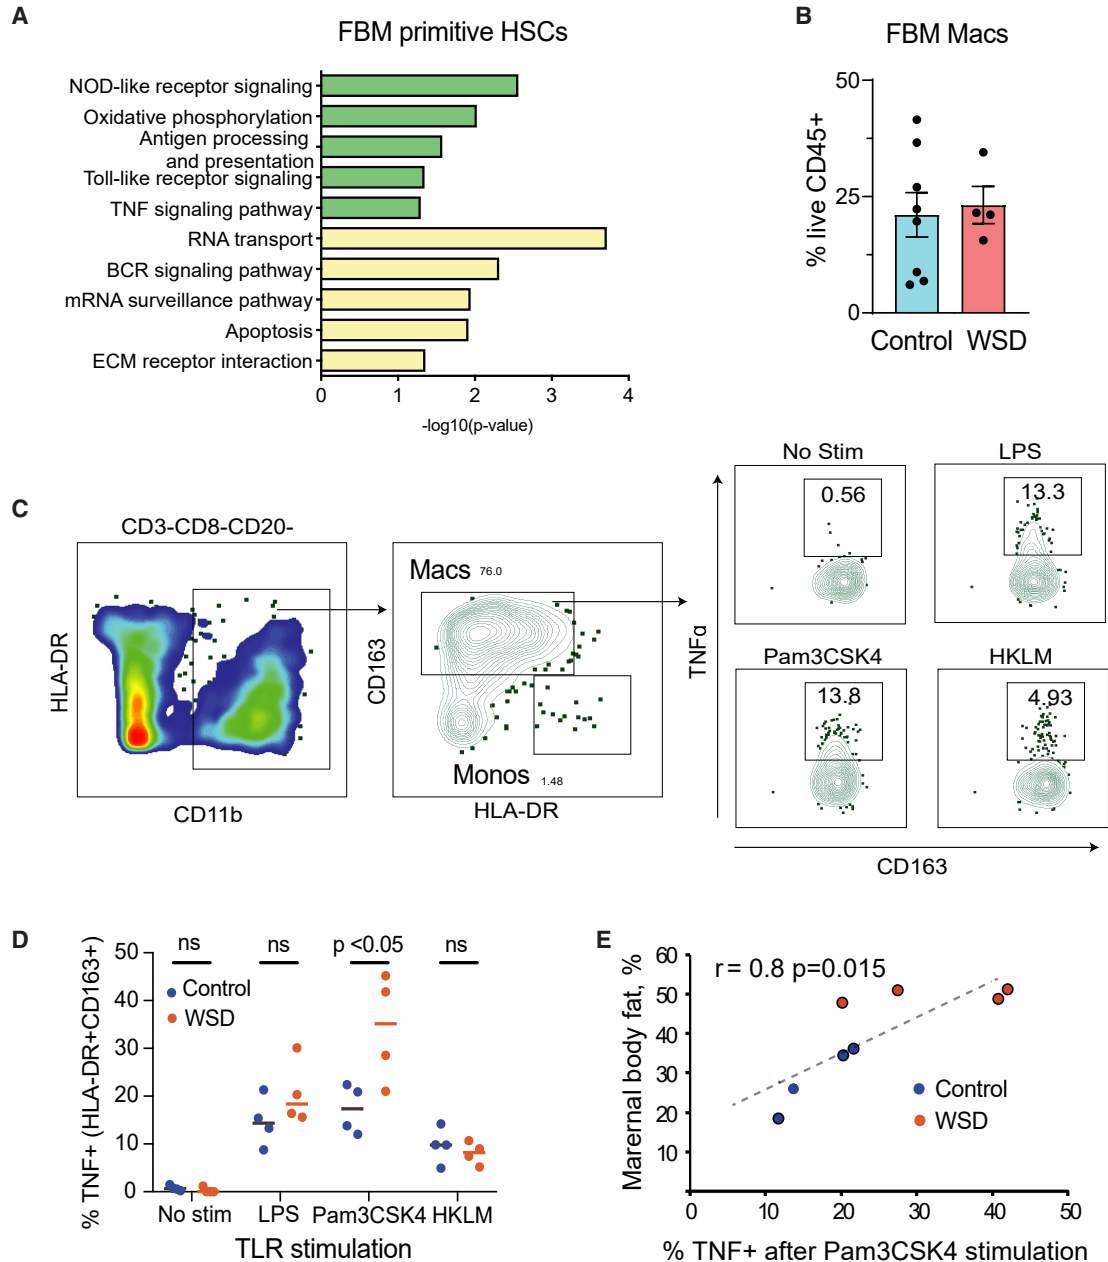 A
FBM primitive HSCs
NOD-like receptor signaling
Oxidative phosphorylation
Antigen processing
and presentation
Toll-like receptor signaling
TNF signaling pathway
RNA transport
BCR signaling pathway
mRNA surveillance pathway
Apoptosis
ECM receptor interaction
0 1 2 3 4
-log10(p-value)
B
FBM Macs
% live CD45+
50
25
0
Control WSD
C
CD3-CD8-CD20-
HLA-DR
CD11b
Macs 76.0
CD163
Monos 1.48
HLA-DR
No Stim
0.56
LPS
13.3
TNFα
Pam3CSK4
13.8
HKLM
4.93
CD163
D
% TNF+ (HLA-DR+CD163+)
50
40
30
20
10
0
ns ns p <0.05 ns
Control
WSD
No stim LPS Pam3CSK4 HKLM
TLR stimulation
E
Marernal body fat, %
60
50
40
30
20
10
r= 0.8 p=0.015
Control
WSD
0 10 20 30 40 50
% TNF+ after Pam3CSK4 stimulation